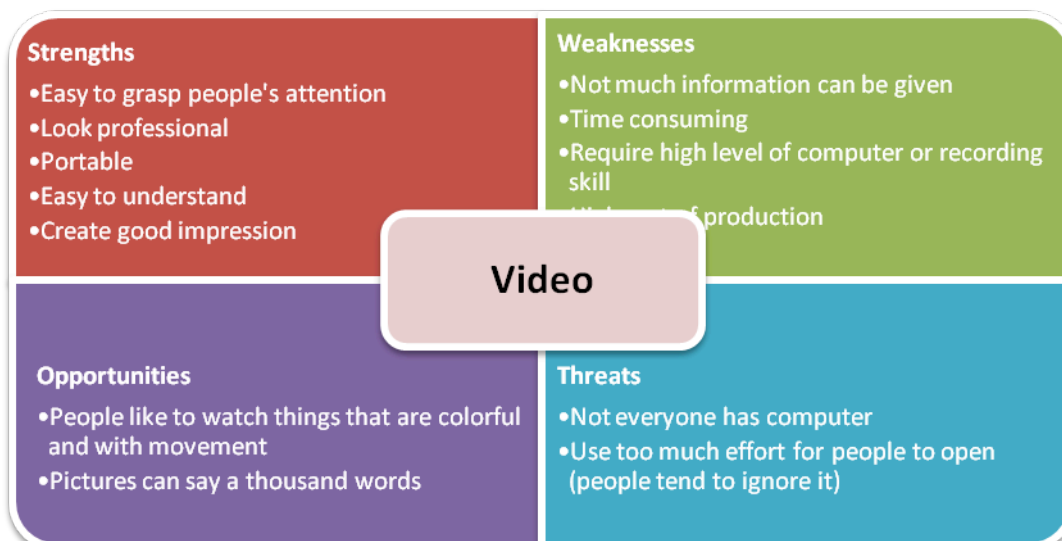 Strengths
•Easy to grasp people's attention
•Look professional
•Portable
•Easy to understand
•Create good impression
Weaknesses
•Not much information can be given
•Time consuming
•Require high level of computer or recording
skill
production
Video
Opportunities
•People like to watch things that are colorful
and with movement
•Pictures can say a thousand words
Threats
•Not everyone has computer
•Use too much effort for people to open
(people tend to ignore it)